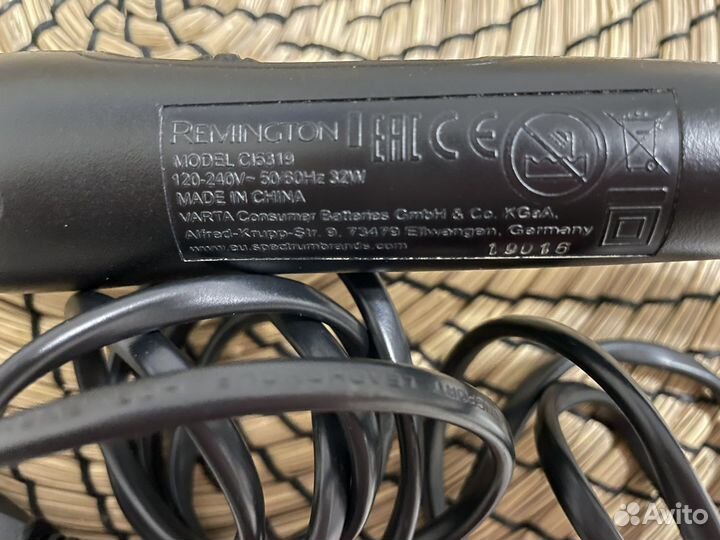 REMINGTON EAC CE
MODEL CI5319
120-240V~ 50/60Hz 32W
MADE IN CHINA
VARTA Consumer Batteries GmbH & Co. KGaA,
Alfred-Krupp-Str. 9, 73479 Ellwangen, Germany
www.eu.spectrumbrands.com
19016
Avito